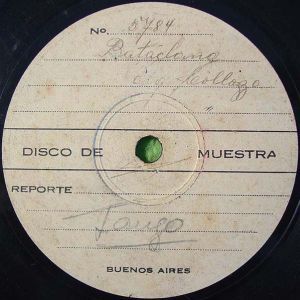 No. 5784
Bataclana
DISCO DE MUESTRA
REPORTE
Tango
BUENOS AIRES